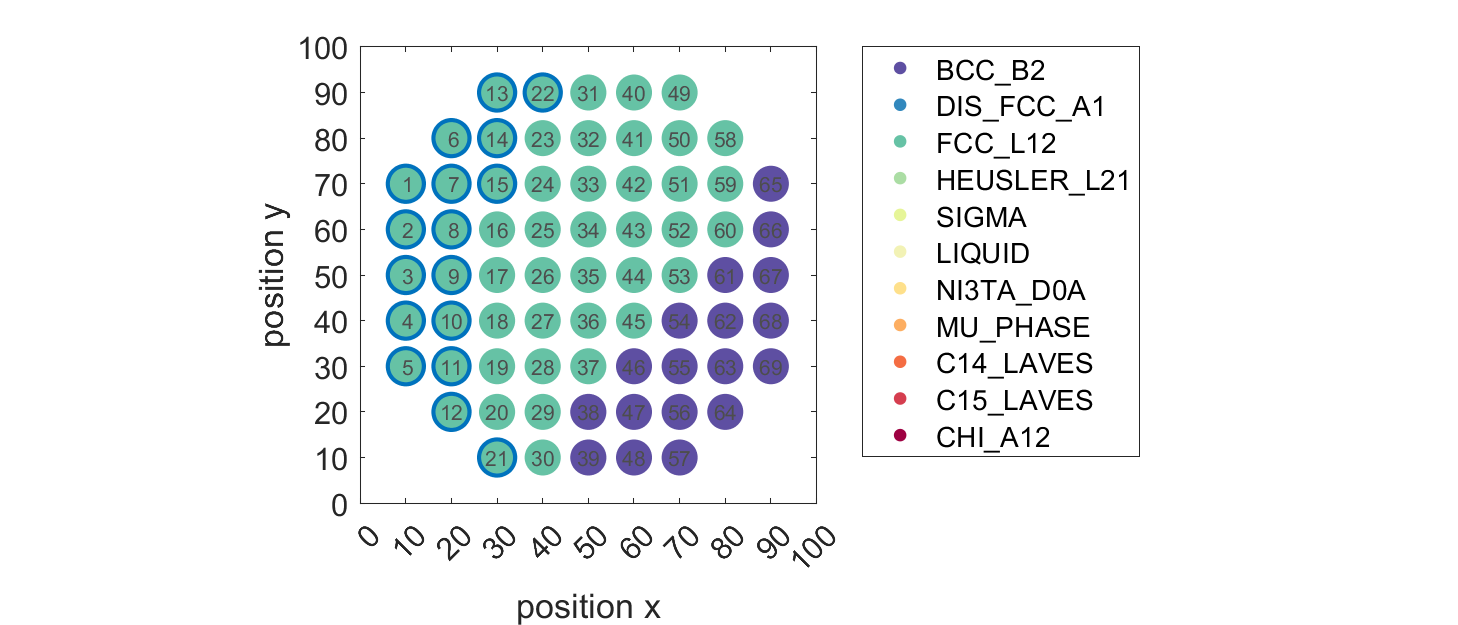 100
90 13 22 31 40 49
80 6 14 23 32 41 50 58
70 1 7 15 24 33 42 51 59 65
60 2 8 16 25 34 43 52 60 66
50 3 9 17 26 35 44 53 61 67
40 4 10 18 27 36 45 54 62 68
30 5 11 19 28 37 46 55 63 69
20 12 20 29 38 47 56 64
10 21 30 39 48 57
0
0 10 20 30 40 50 60 70 80 90 100
position x
position y
BCC_B2
DIS_FCC_A1
FCC_L12
HEUSLER_L21
SIGMA
LIQUID
NI3TA_D0A
MU_PHASE
C14_LAVES
C15_LAVES
CHI_A12